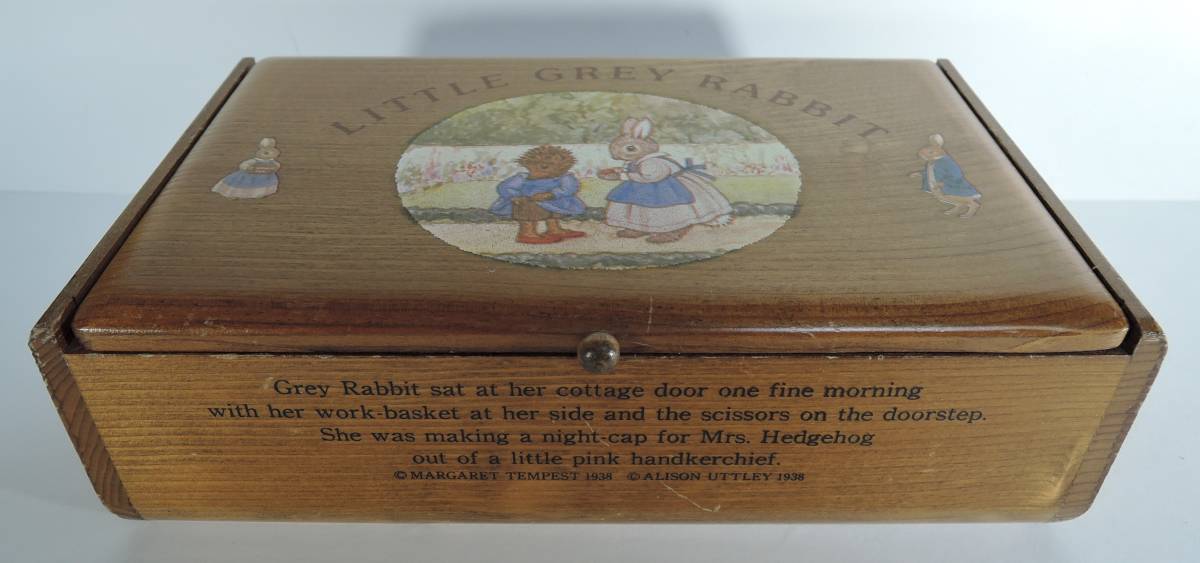 LITTLE GREY RABBIT
Grey Rabbit sat at her cottage door one fine morning
with her work-basket at her side and the scissors on the doorstep.
She was making a night-cap for Mrs. Hedgehog
out of a little pink handkerchief.
© MARGARET TEMPEST 1938 © ALISON UTTLEY 1938